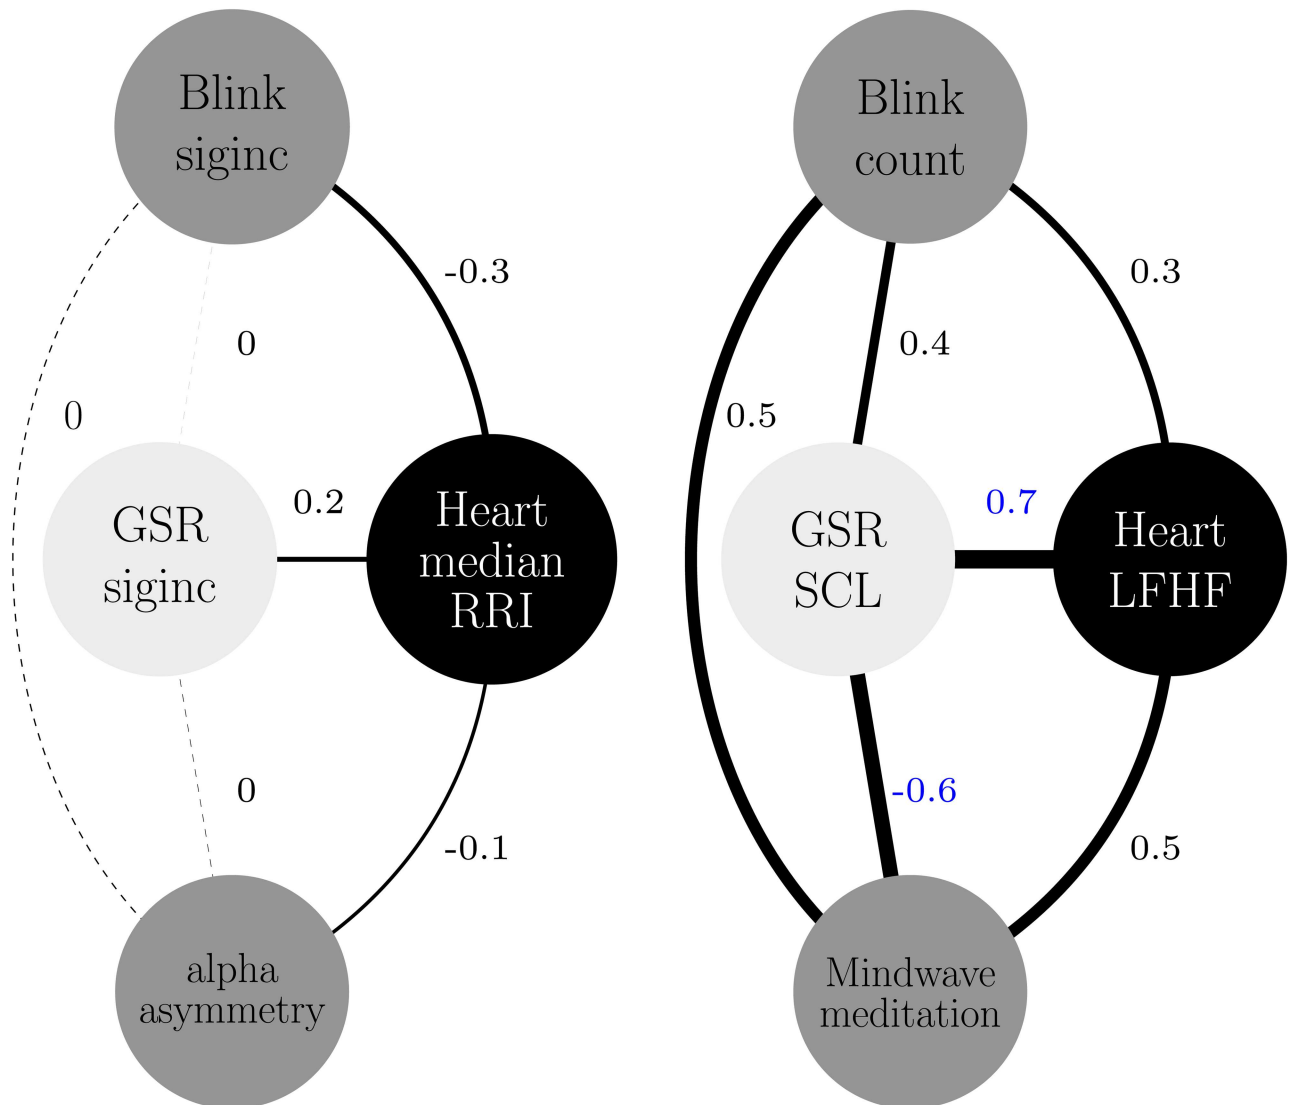 Blink
siginc
-0.3
0
0
GSR
siginc
0.2
Heart
median
RRI
0
-0.1
alpha
asymmetry
Blink
count
0.3
0.4
0.5
GSR
SCL
0.7
Heart
LFHF
-0.6
0.5
Mindwave
meditation